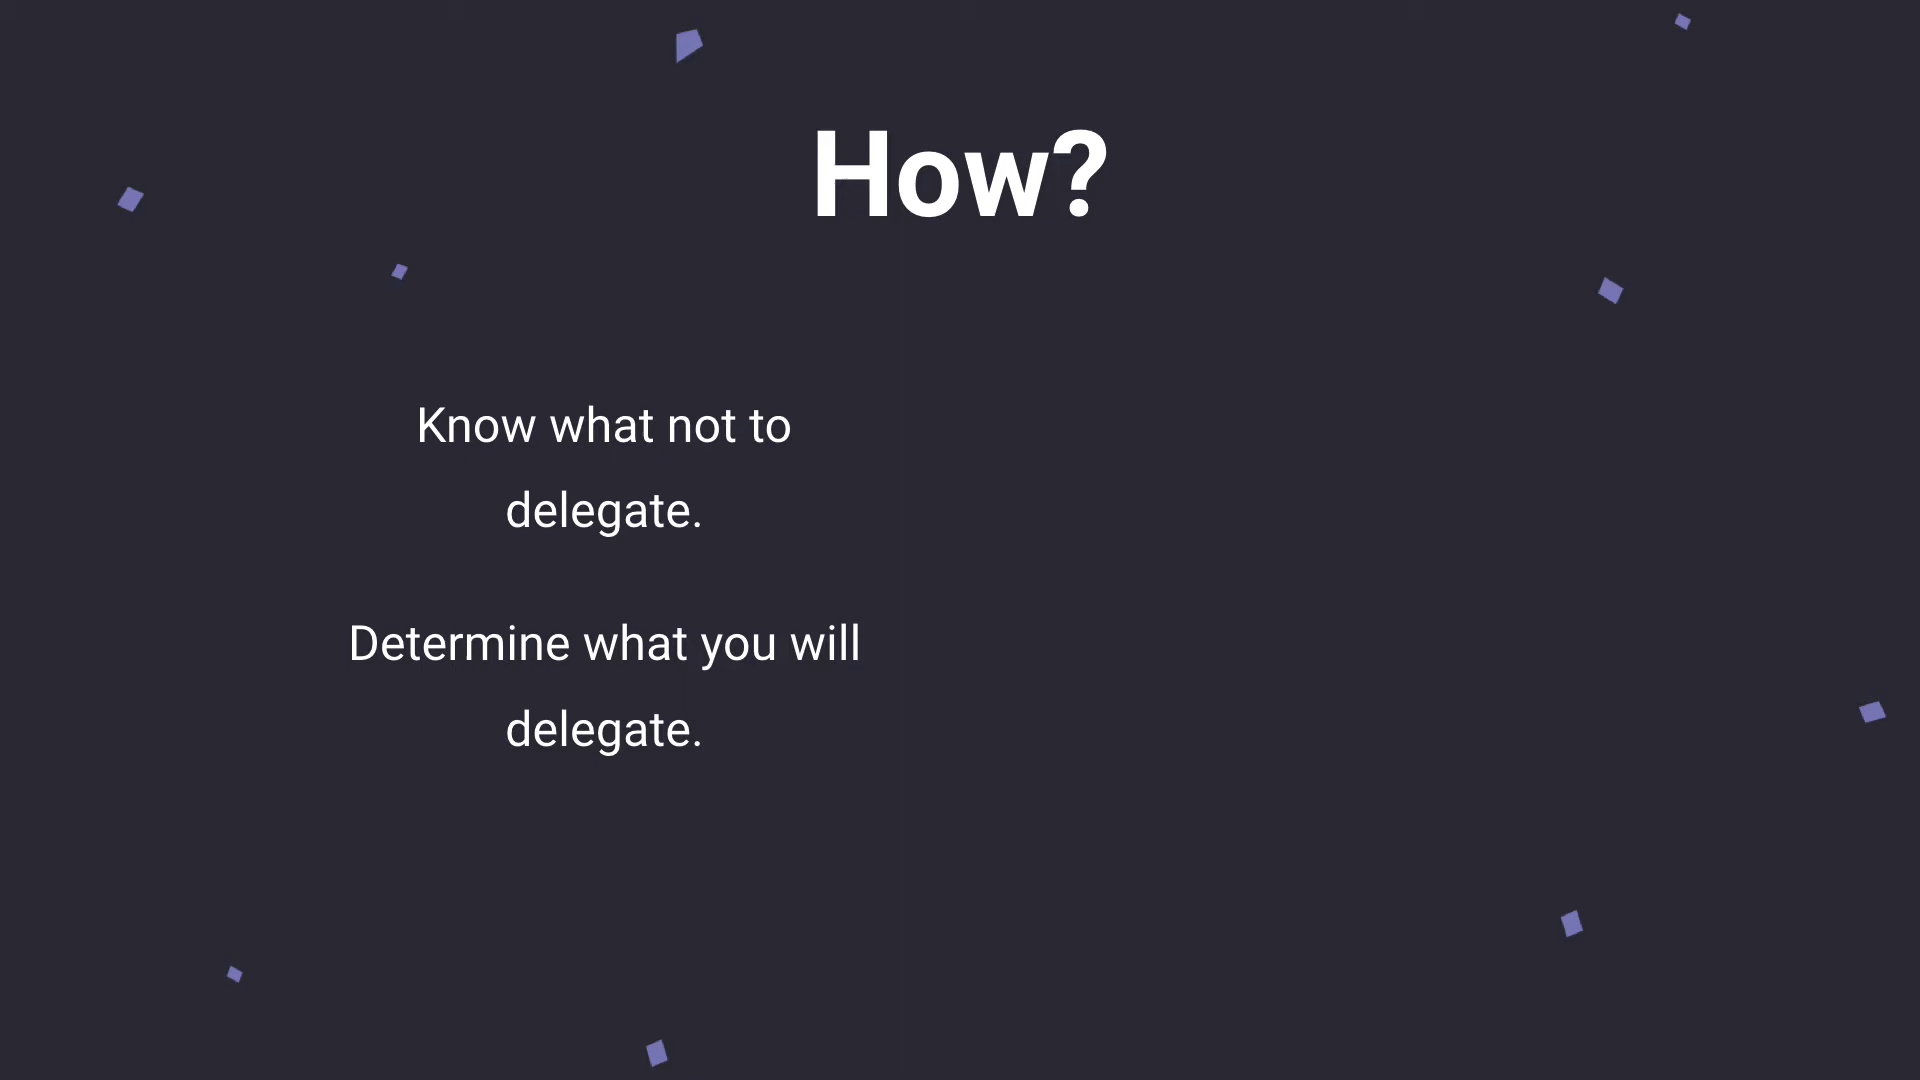 How?
Know what not to
delegate.
Determine what you will
delegate.